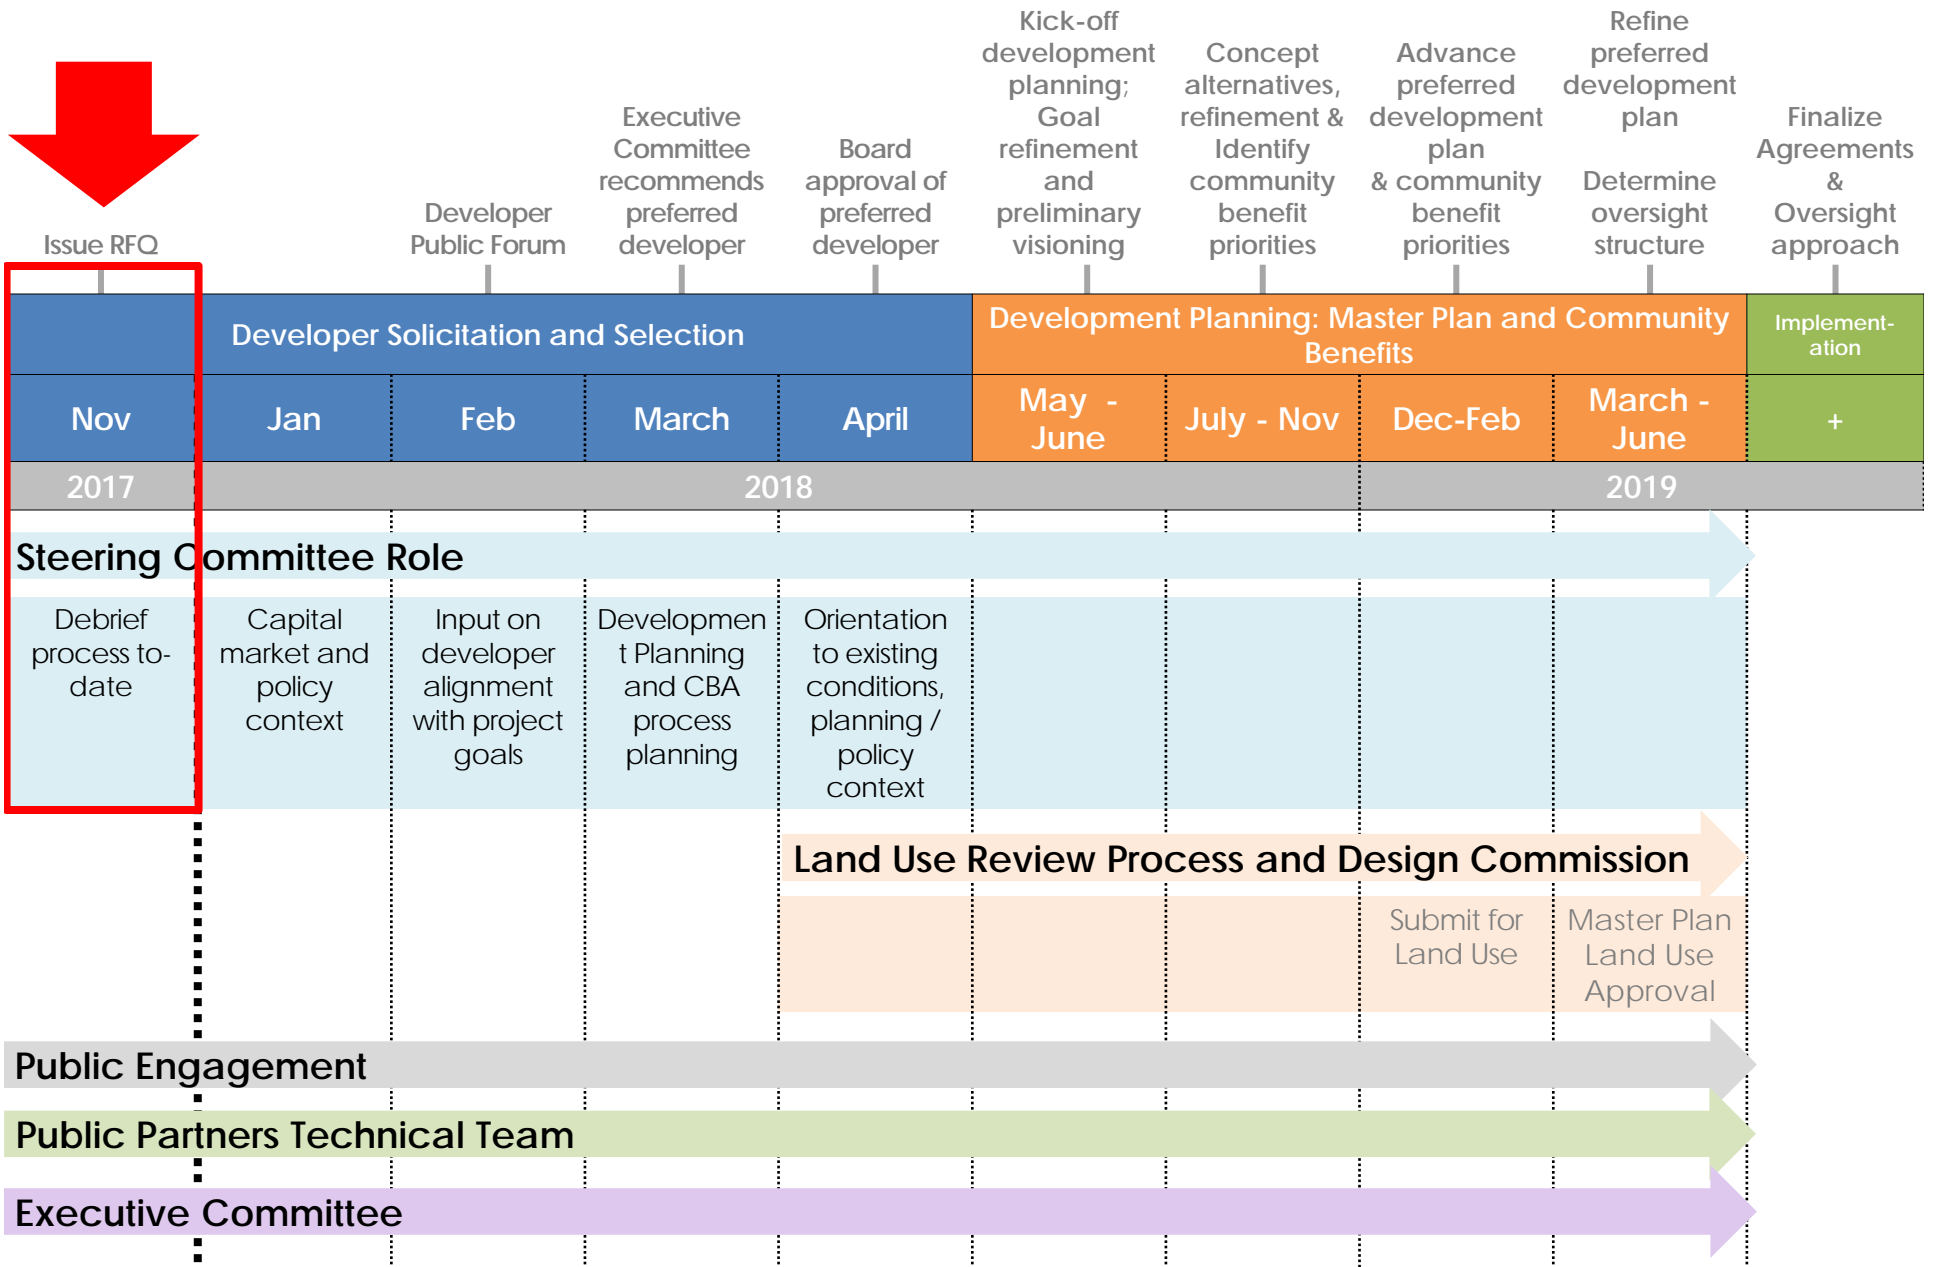 Issue RFQ
Developer
Public Forum
Executive
Committee
recommends
preferred
developer
Board
approval of
preferred
developer
Kick-off
development
planning;
Goal
refinement
and
preliminary
visioning
Concept
alternatives,
refinement &
Identify
community
benefit
priorities
Advance
preferred
development
plan
& community
benefit
priorities
Refine
preferred
development
plan
Determine
oversight
structure
Finalize
Agreements
&
Oversight
approach
Developer Solicitation and Selection
Development Planning: Master Plan and Community
Benefits
Implement-
ation
Nov
Jan
Feb
March
April
May -
June
July - Nov
Dec-Feb
March -
June
+
2017
2018
2019
Steering Committee Role
Debrief
process to-
date
Capital
market and
policy
context
Input on
developer
alignment
with project
goals
Developmen
t Planning
and CBA
process
planning
Orientation
to existing
conditions,
planning /
policy
context
Land Use Review Process and Design Commission
Submit for
Land Use
Master Plan
Land Use
Approval
Public Engagement
Public Partners Technical Team
Executive Committee